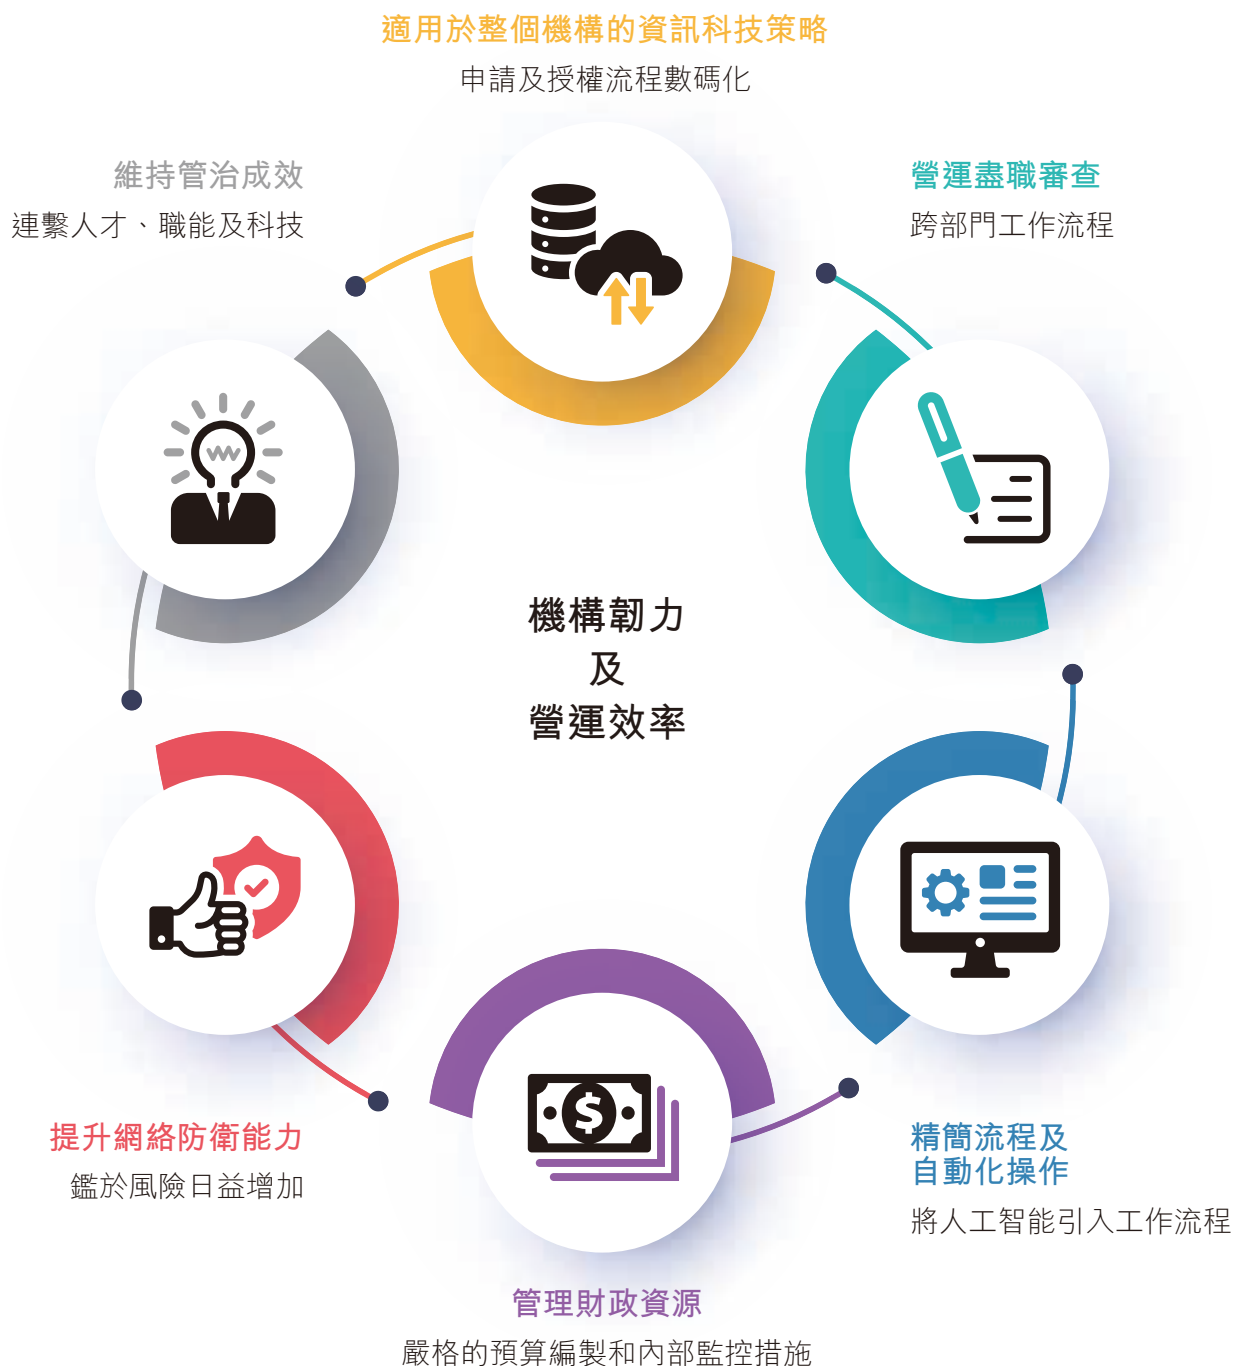 適用於整個機構的資訊科技策略
申請及授權流程數碼化
維持管治成效
連繫人才、職能及科技
營運盡職審查
跨部門工作流程
機構韌力
及
營運效率
提升網絡防衛能力
鑑於風險日益增加
精簡流程及
自動化操作
將人工智能引入工作流程
管理財政資源
嚴格的預算編製和內部監控措施